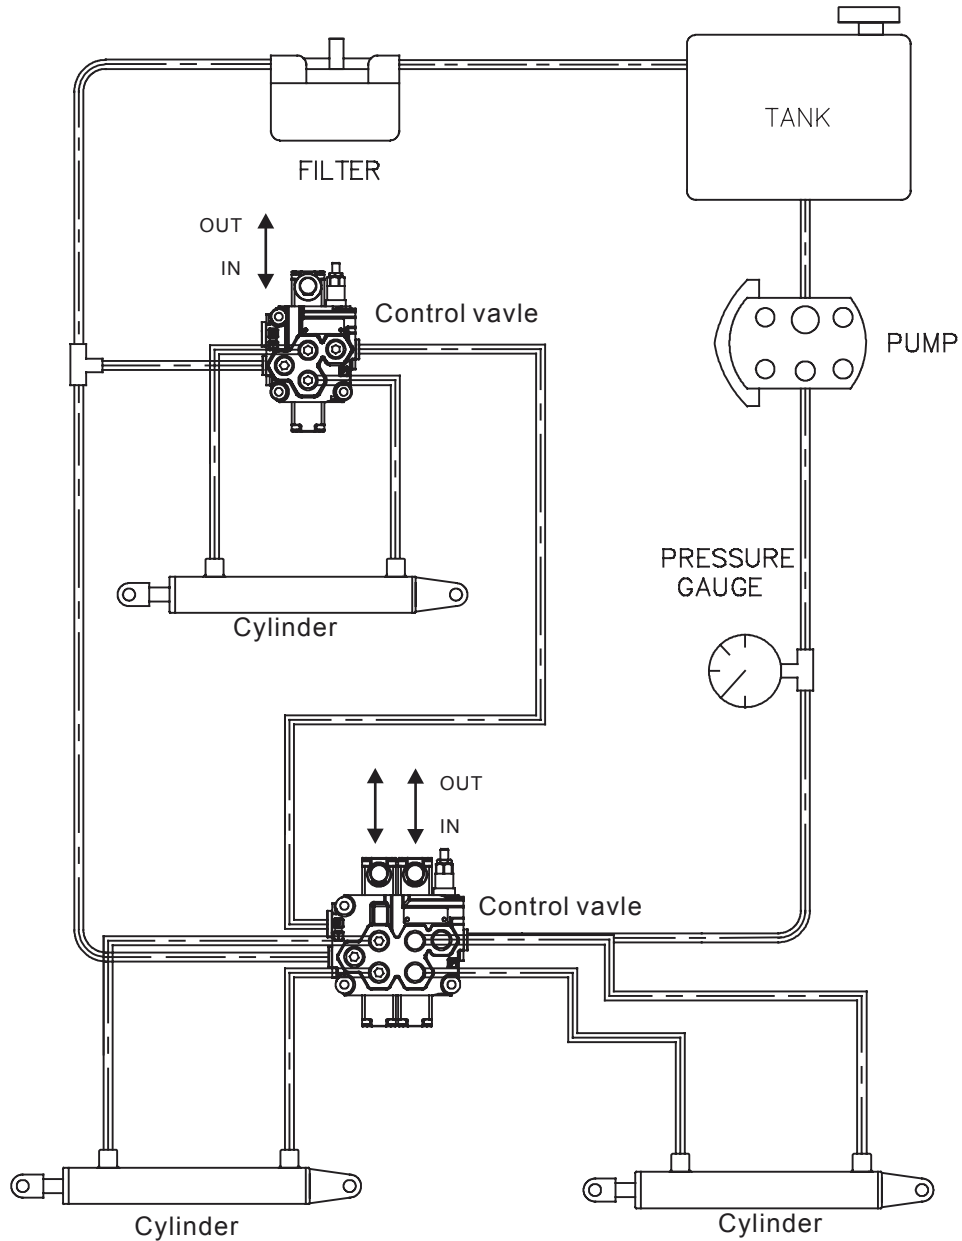 TANK
FILTER
OUT
IN
Control vavle
PUMP
PRESSURE
GAUGE
Cylinder
OUT
IN
Control vavle
Cylinder
Cylinder